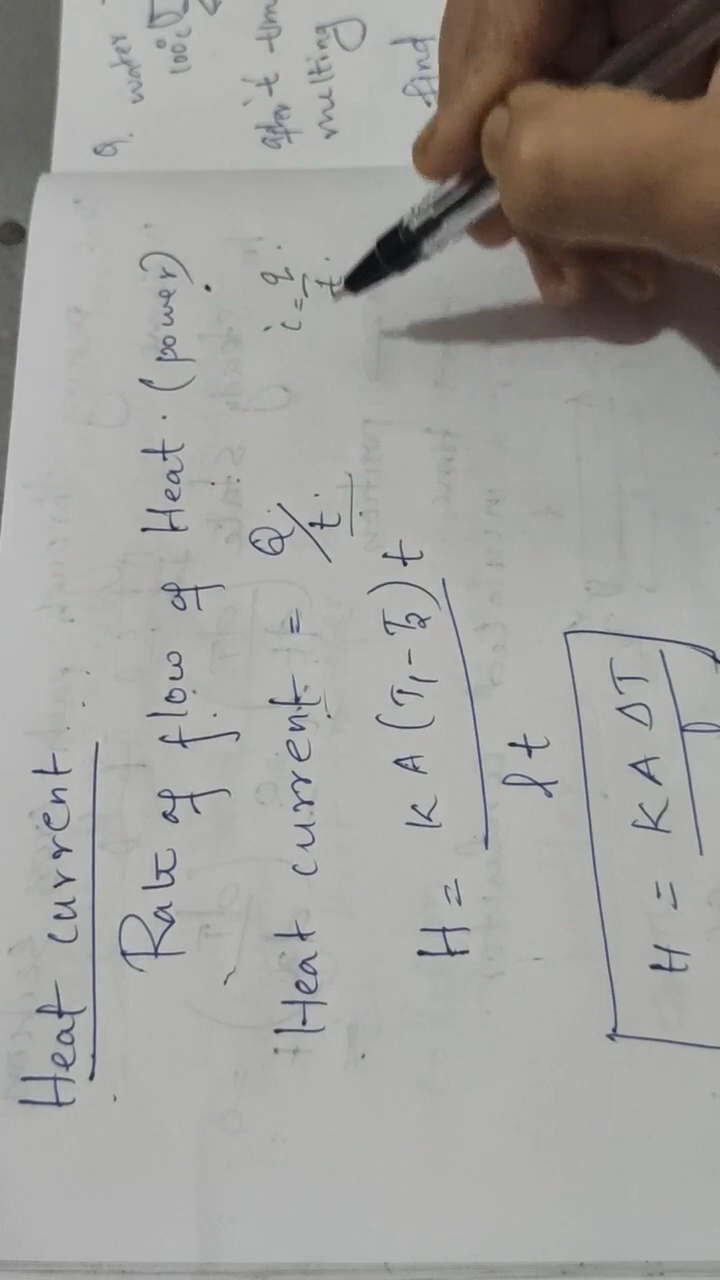 Heat current
Rate of flow of Heat. (power)
Heat current = Q/t i = q/t
H = KA(T1-T2)t
lt
H = KAΔT
l
Q. water
100°C
after t tim
melting
find